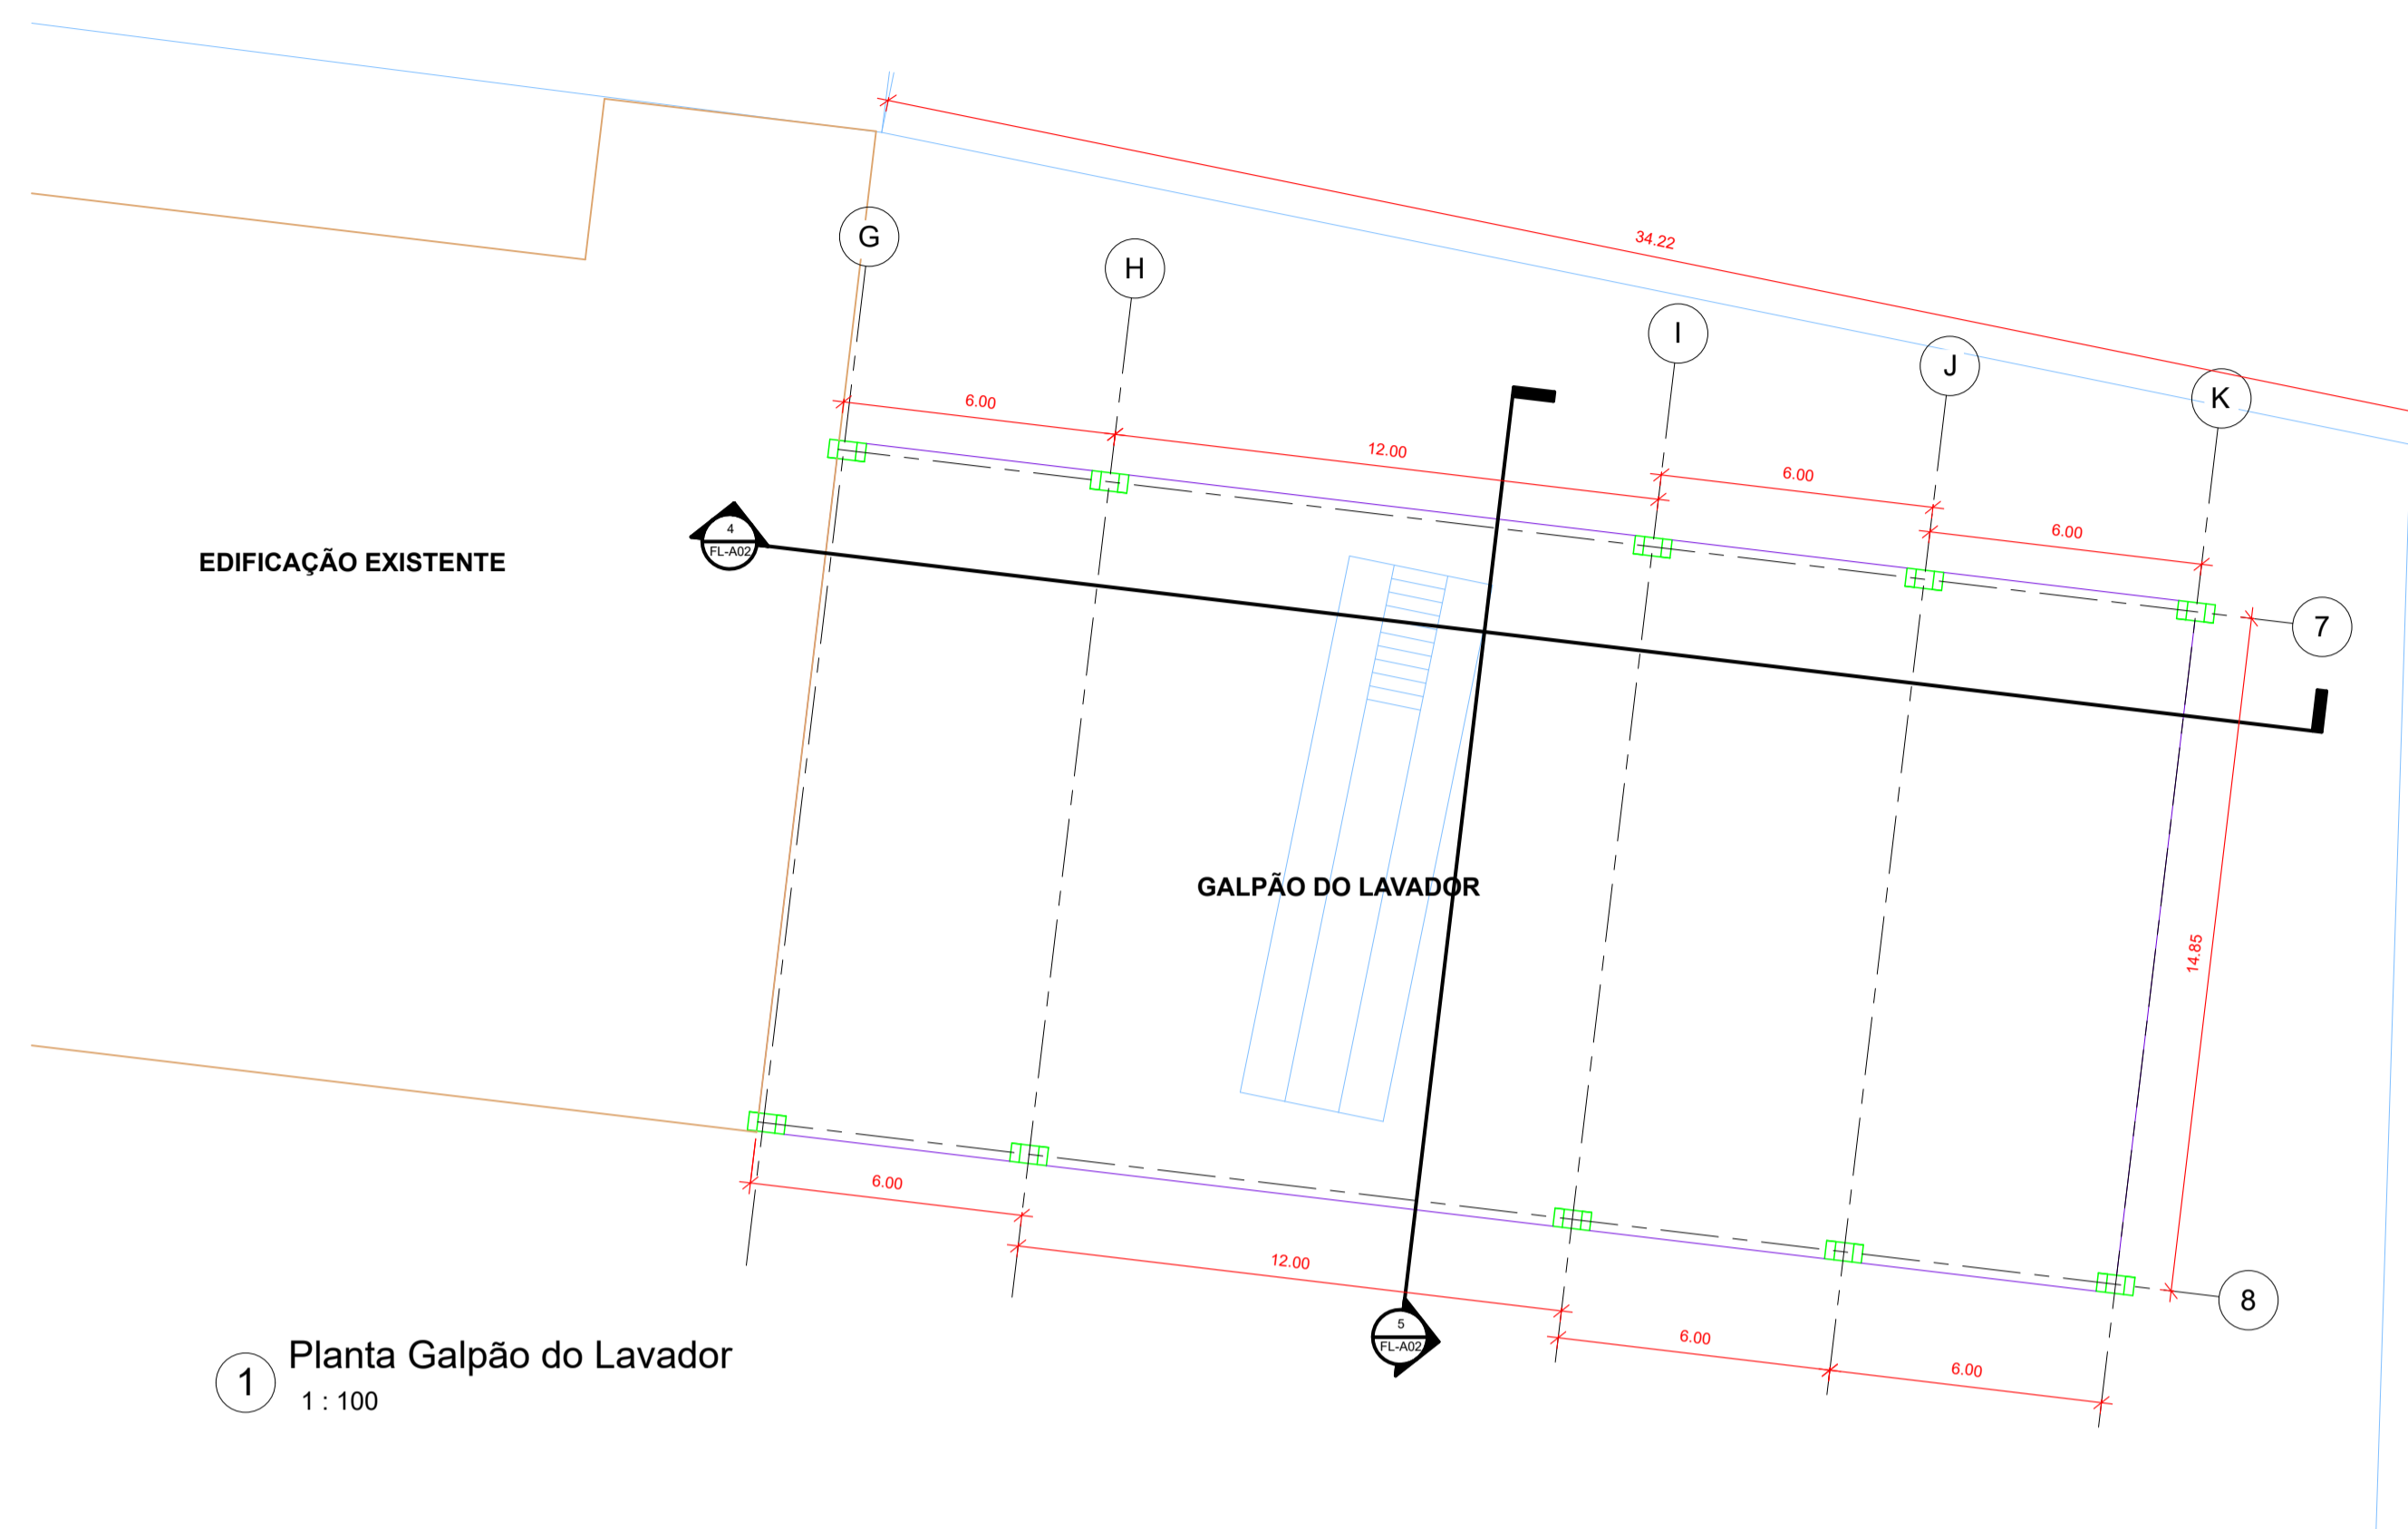 34.22
G
H
I
J
K
6.00
12.00
6.00
6.00
4
FL-A02
EDIFICAÇÃO EXISTENTE
7
GALPÃO DO LAVADOR
14.85
6.00
12.00
8
5
FL-A02
6.00
6.00
1
Planta Galpão do Lavador
1 : 100